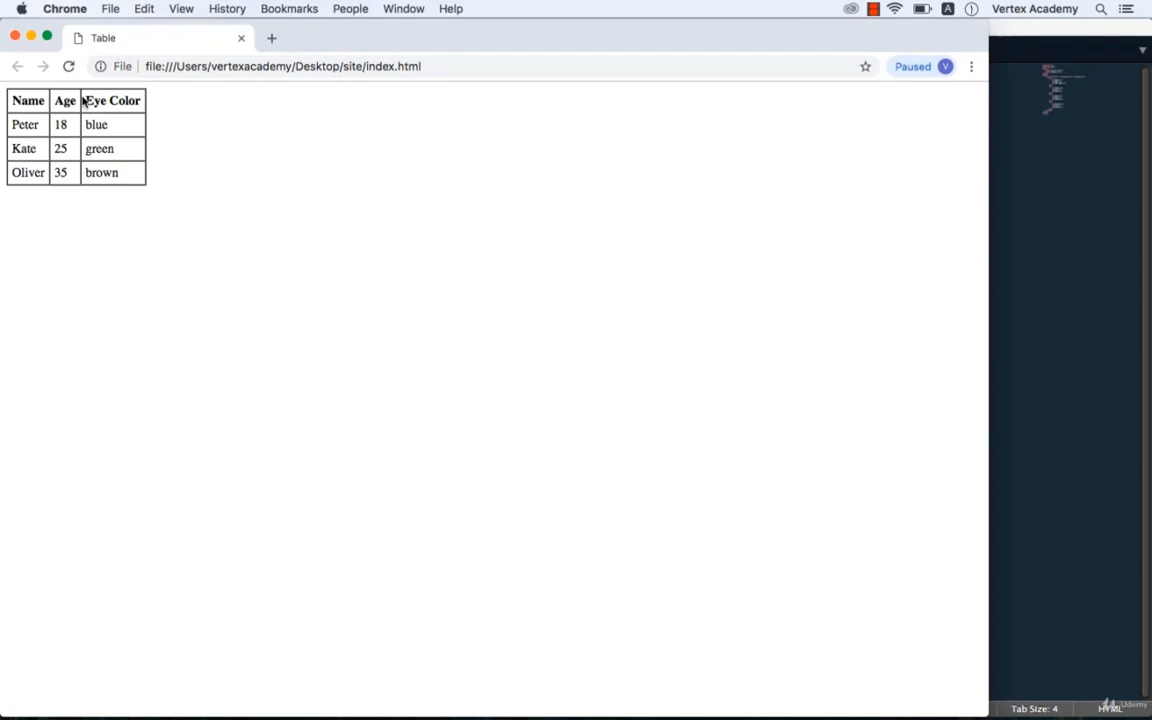 Chrome File Edit View History Bookmarks People Window Help A Vertex Academy
Table
File file:///Users/vertexacademy/Desktop/site/index.html Paused V
Name Age Eye Color
Peter 18 blue
Kate 25 green
Oliver 35 brown
Tab Size: 4 HTML
Udemy